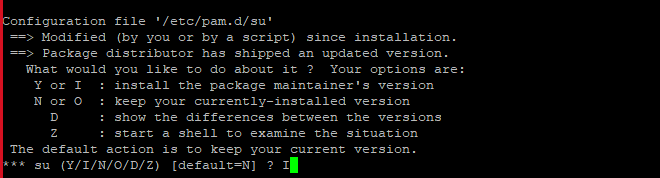 Configuration file '/etc/pam.d/su'
==> Modified (by you or by a script) since installation.
==> Package distributor has shipped an updated version.
What would you like to do about it ?  Your options are:
Y or I  : install the package maintainer's version
N or O  : keep your currently-installed version
D     : show the differences between the versions
Z     : start a shell to examine the situation
The default action is to keep your current version.
*** su (Y/I/N/O/D/Z) [default=N] ? I